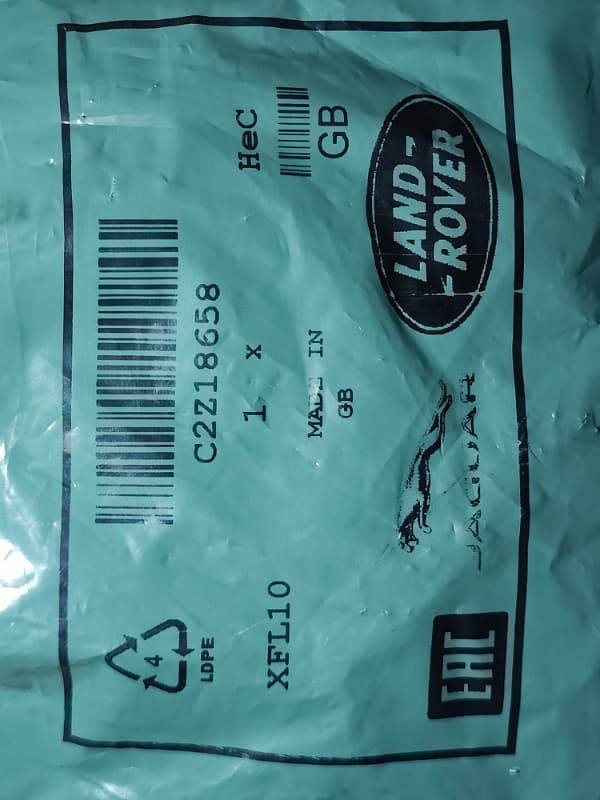 C2Z18658
HeC
1 x
GB
MADE IN
GB
4
LDPE
XFL10
LAND-
-ROVER
JAGUAR
EAC